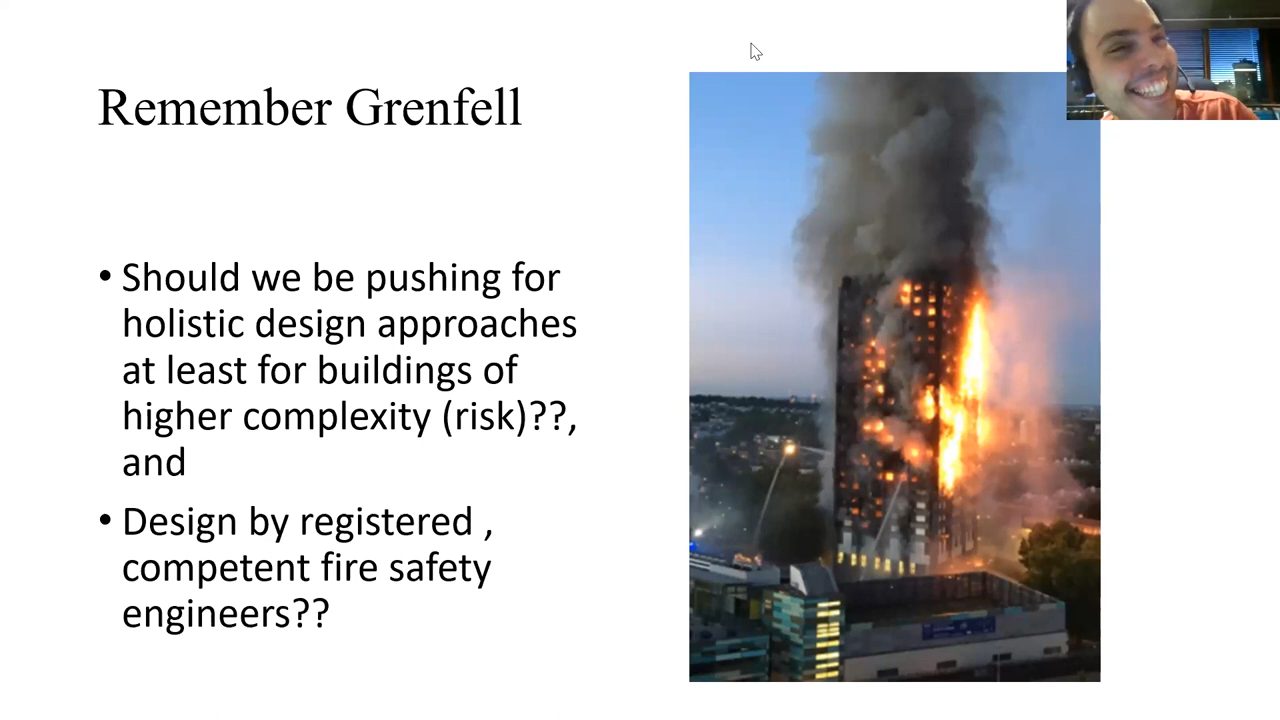 Remember Grenfell
• Should we be pushing for
holistic design approaches
at least for buildings of
higher complexity (risk)??,
and
• Design by registered ,
competent fire safety
engineers??